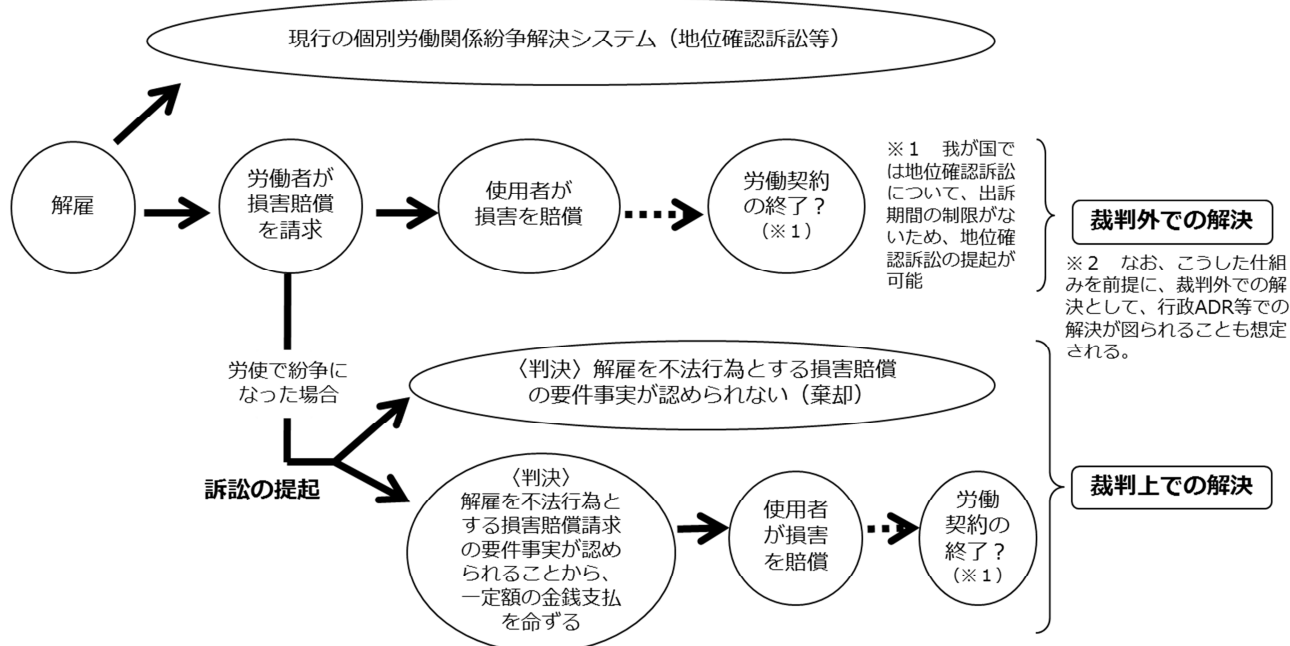 現行の個別労働関係紛争解決システム（地位確認訴訟等）
解雇
労働者が
損害賠償
を請求
使用者が
損害を賠償
労働契約
の終了？
（※１）
※１　我が国で
は地位確認訴訟
について、出訴
期間の制限がな
いため、地位確
認訴訟の提起が
可能
裁判外での解決
※２　なお、こうした仕組
みを前提に、裁判外での解
決として、行政ADR等での
解決が図られることも想定
される。
労使で紛争に
なった場合
〈判決〉解雇を不法行為とする損害賠償
の要件事実が認められない（棄却）
訴訟の提起
〈判決〉
解雇を不法行為と
する損害賠償請求
の要件事実が認め
られることから、
一定額の金銭支払
を命ずる
使用者
が損害
を賠償
労働
契約の
終了？
（※１）
裁判上での解決